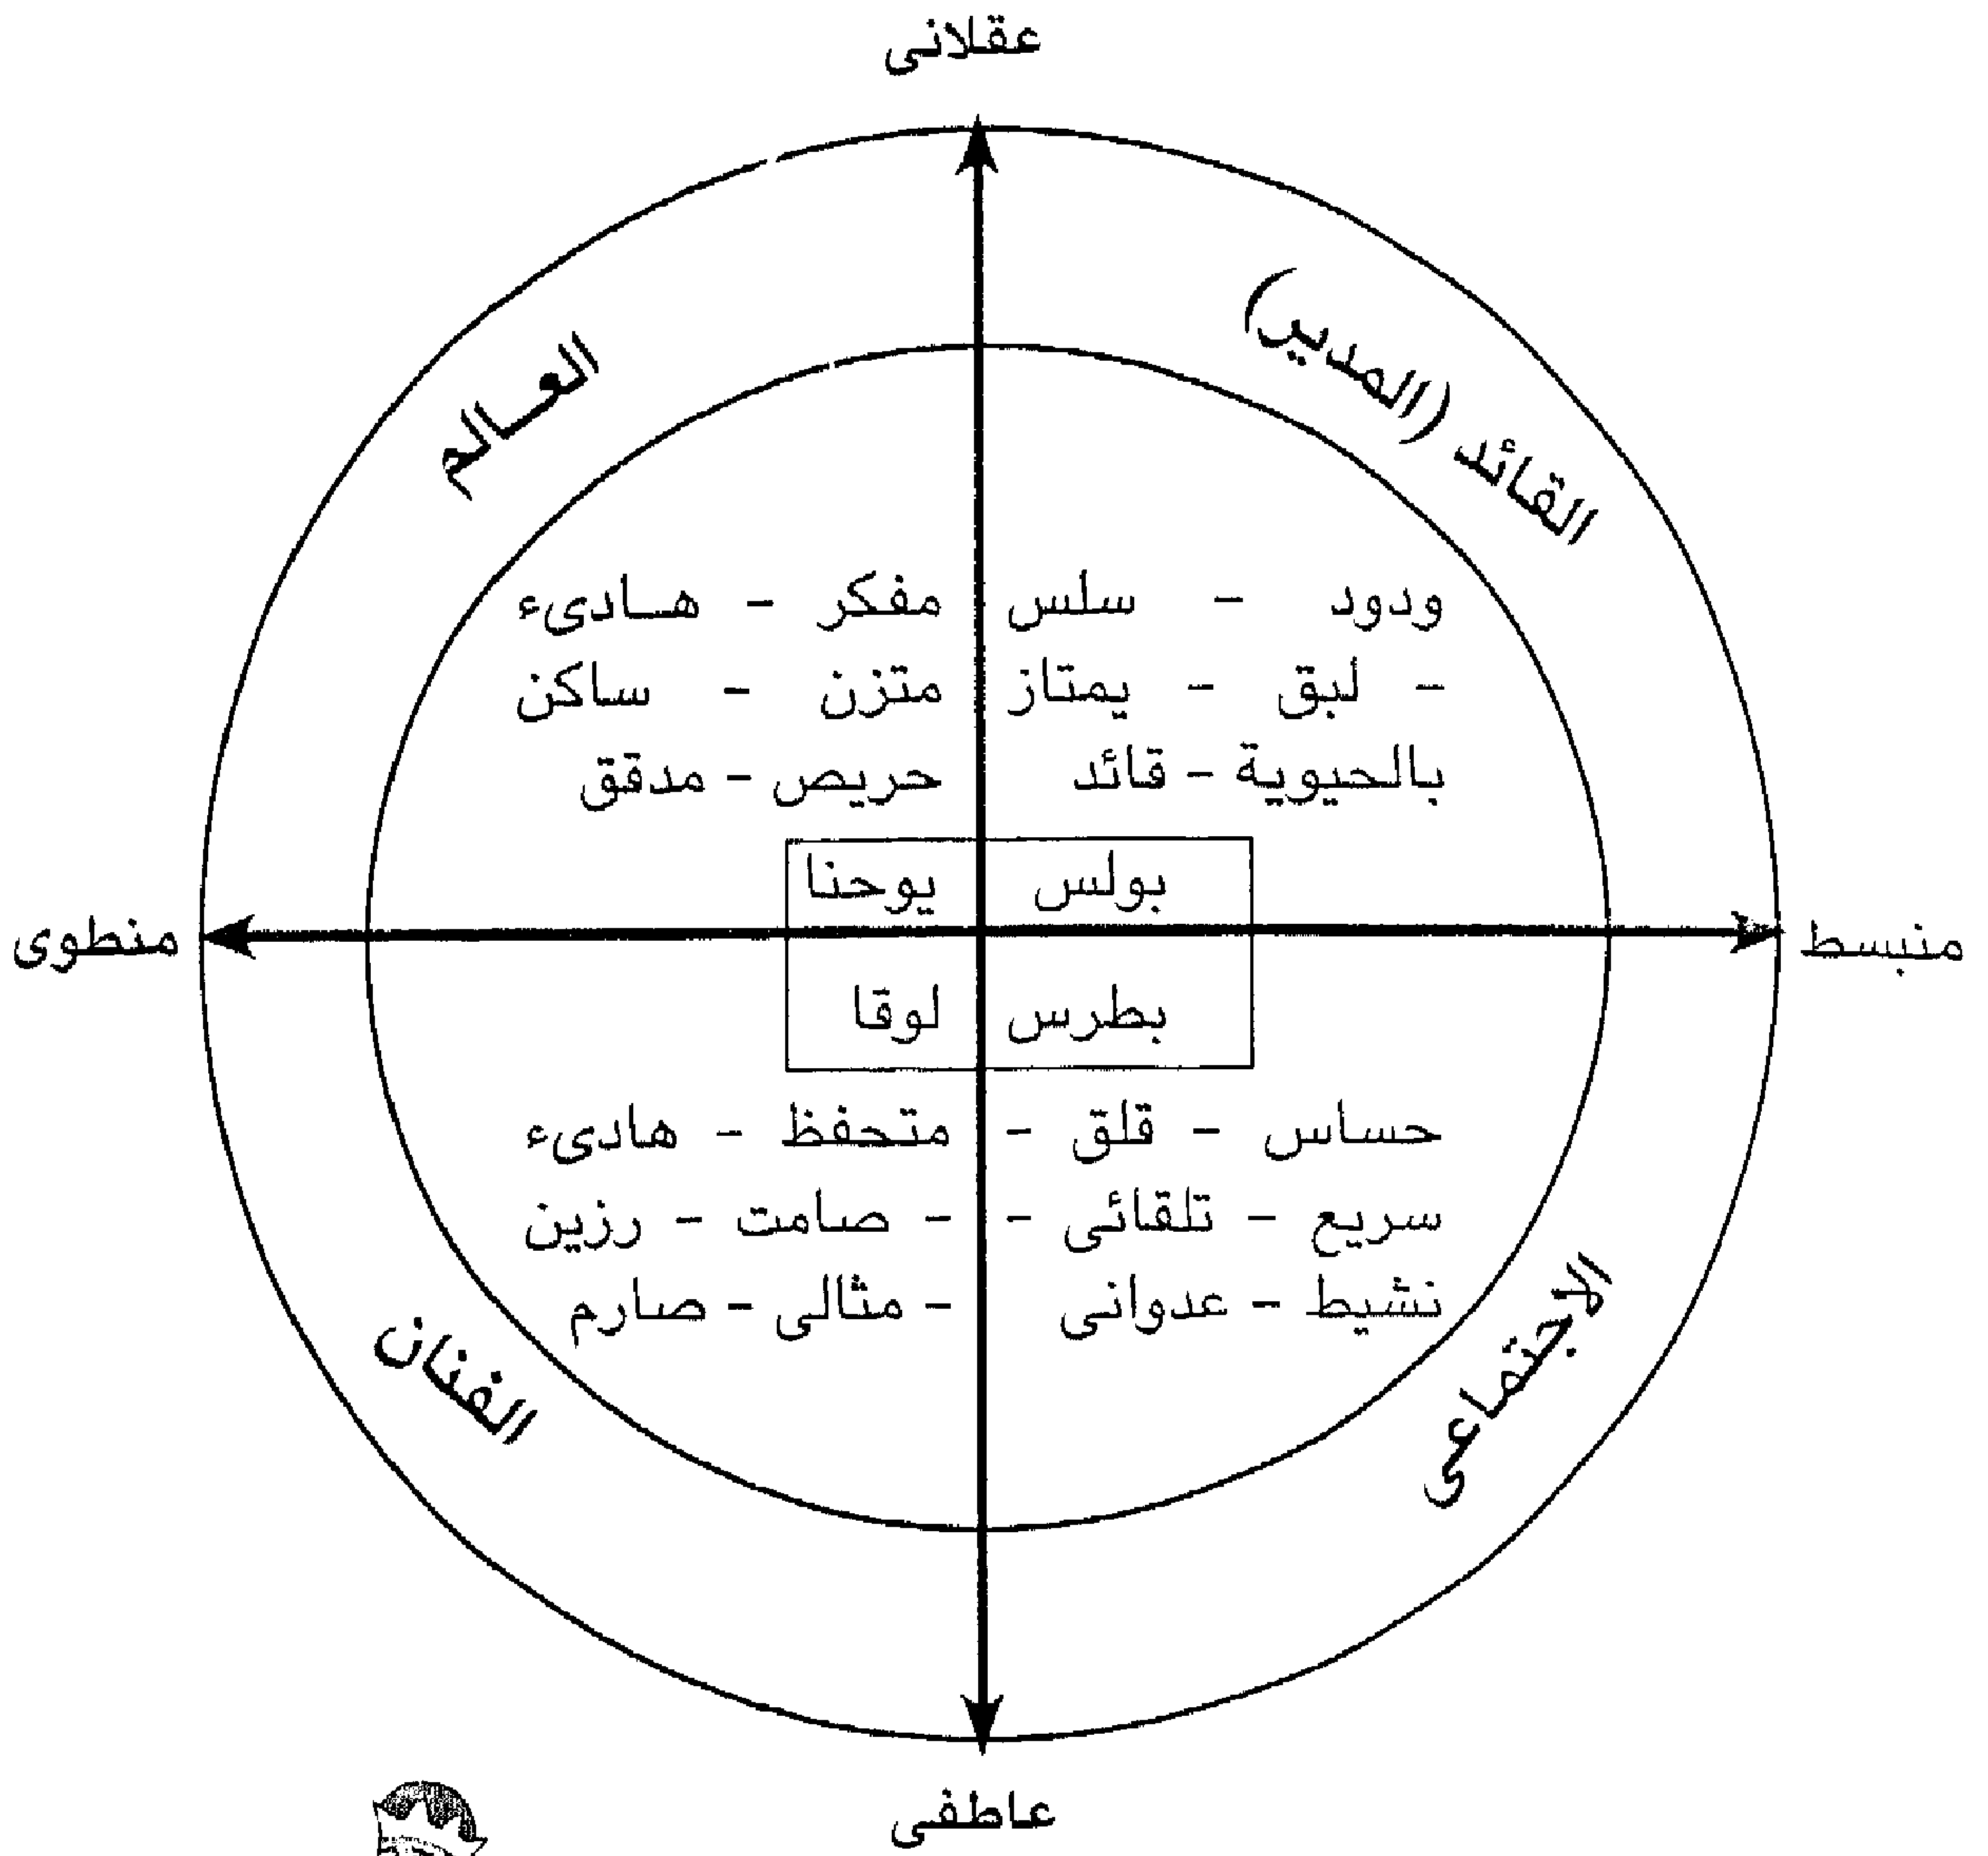 عقلانى
القائد (المدير)
العالم
ودود - سلس
- لبق - يمتاز
بالحيوية - قائد
مفكر - هادىء
متزن - ساكن
حريص - مدقق
بولس
يوحنا
منبسط
منطوى
بطرس
لوقا
حساس - قلق -
سريع - تلقائى -
نشيط - عدوانى
متحفظ - هادىء
- صامت - رزين
- مثالى - صارم
الاجتماعى
الفنان
عاطفى